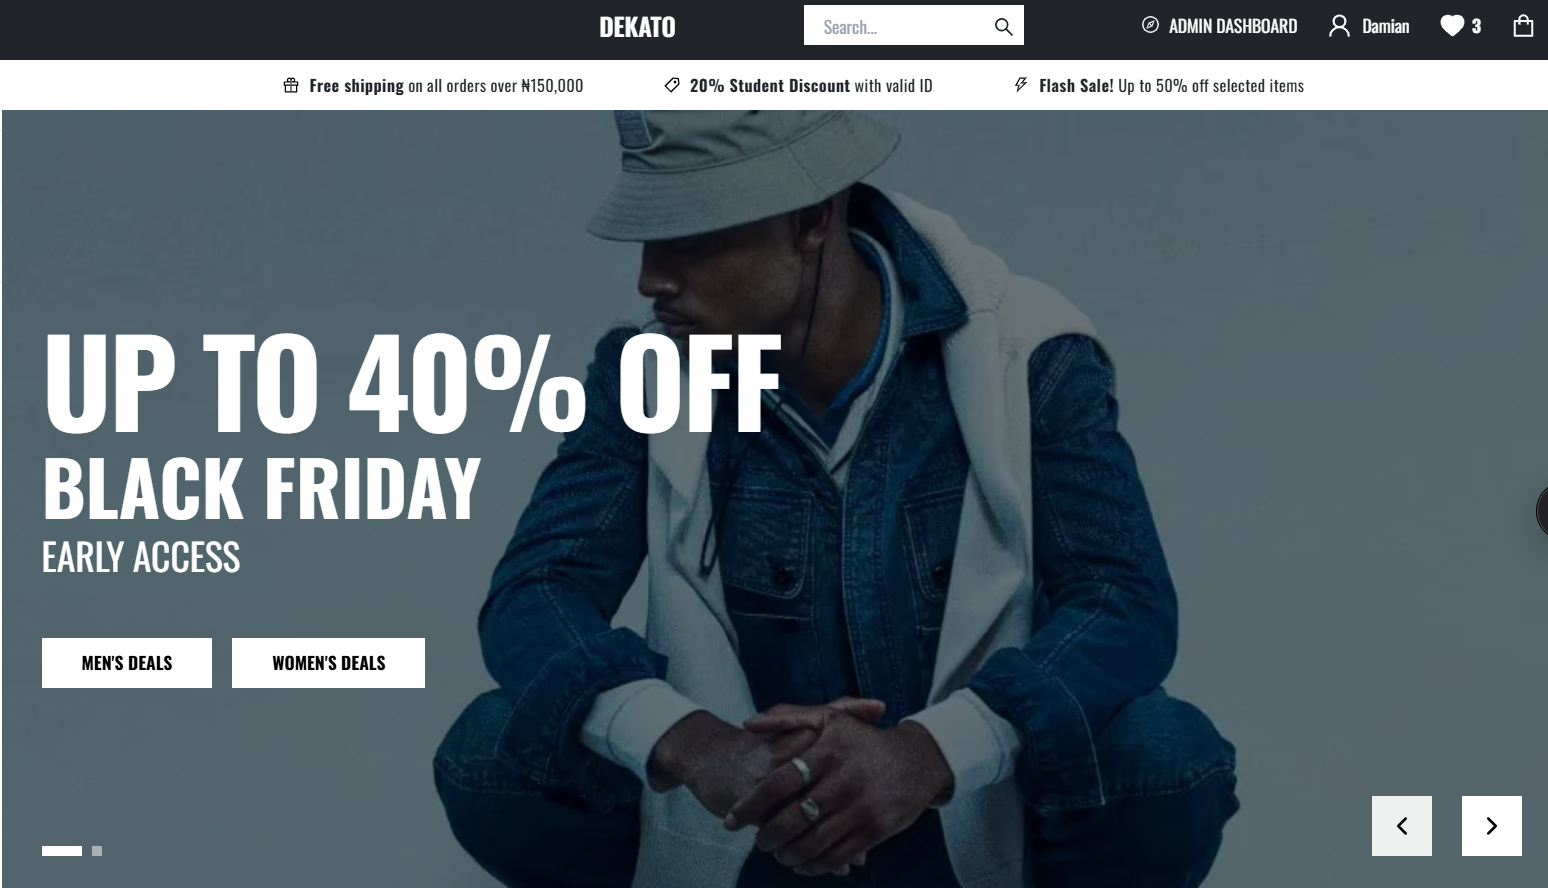 DEKATO
Search...
ADMIN DASHBOARD
Damian
3
Free shipping on all orders over ₦150,000
20% Student Discount with valid ID
Flash Sale! Up to 50% off selected items
UP TO 40% OFF
BLACK FRIDAY
EARLY ACCESS
MEN'S DEALS
WOMEN'S DEALS